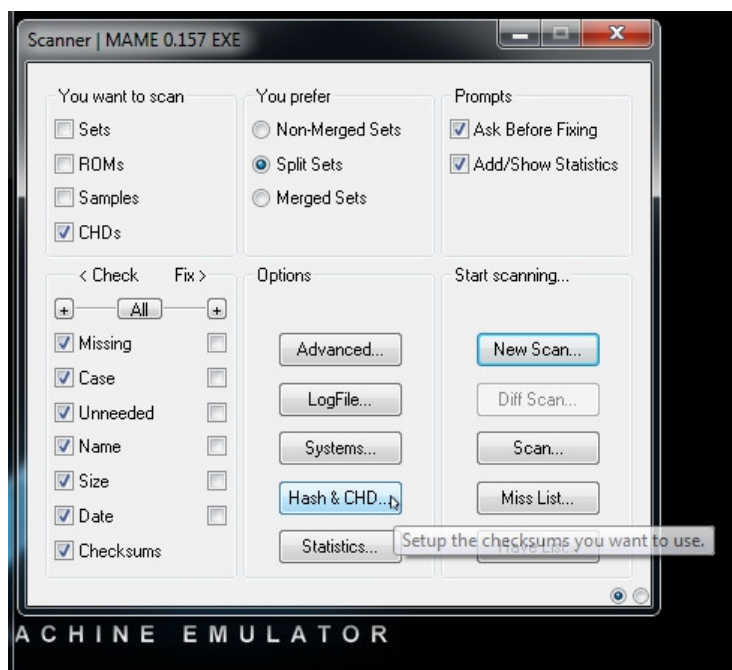 Scanner | MAME 0.157 EXE
You want to scan
Sets
ROMs
Samples
CHDs
You prefer
Non-Merged Sets
Split Sets
Merged Sets
Prompts
Ask Before Fixing
Add/Show Statistics
< Check Fix >
+ All +
Missing
Case
Unneeded
Name
Size
Date
Checksums
Options
Advanced...
LogFile...
Systems...
Hash & CHD...
Statistics...
Start scanning...
New Scan...
Diff Scan...
Scan...
Miss List...
Setup the checksums you want to use.
ACHINE EMULATOR